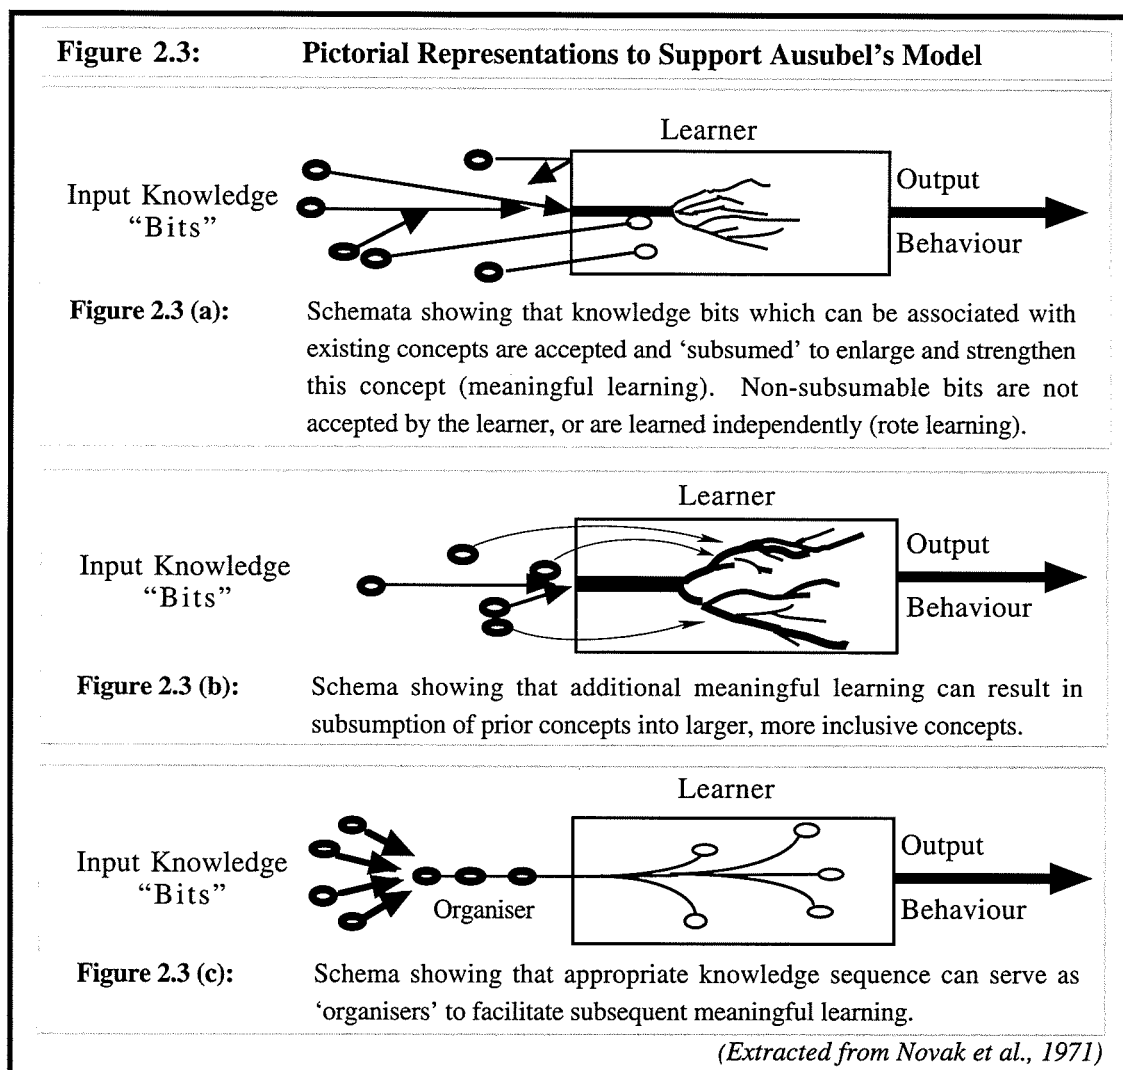 Figure 2.3: Pictorial Representations to Support Ausubel's Model
Learner
Input Knowledge
"Bits"
Output
Behaviour
Figure 2.3 (a): Schemata showing that knowledge bits which can be associated with
existing concepts are accepted and 'subsumed' to enlarge and strengthen
this concept (meaningful learning). Non-subsumable bits are not
accepted by the learner, or are learned independently (rote learning).
Learner
Input Knowledge
"Bits"
Output
Behaviour
Figure 2.3 (b): Schema showing that additional meaningful learning can result in
subsumption of prior concepts into larger, more inclusive concepts.
Learner
Input Knowledge
"Bits"
Organiser
Output
Behaviour
Figure 2.3 (c): Schema showing that appropriate knowledge sequence can serve as
'organisers' to facilitate subsequent meaningful learning.
(Extracted from Novak et al., 1971)